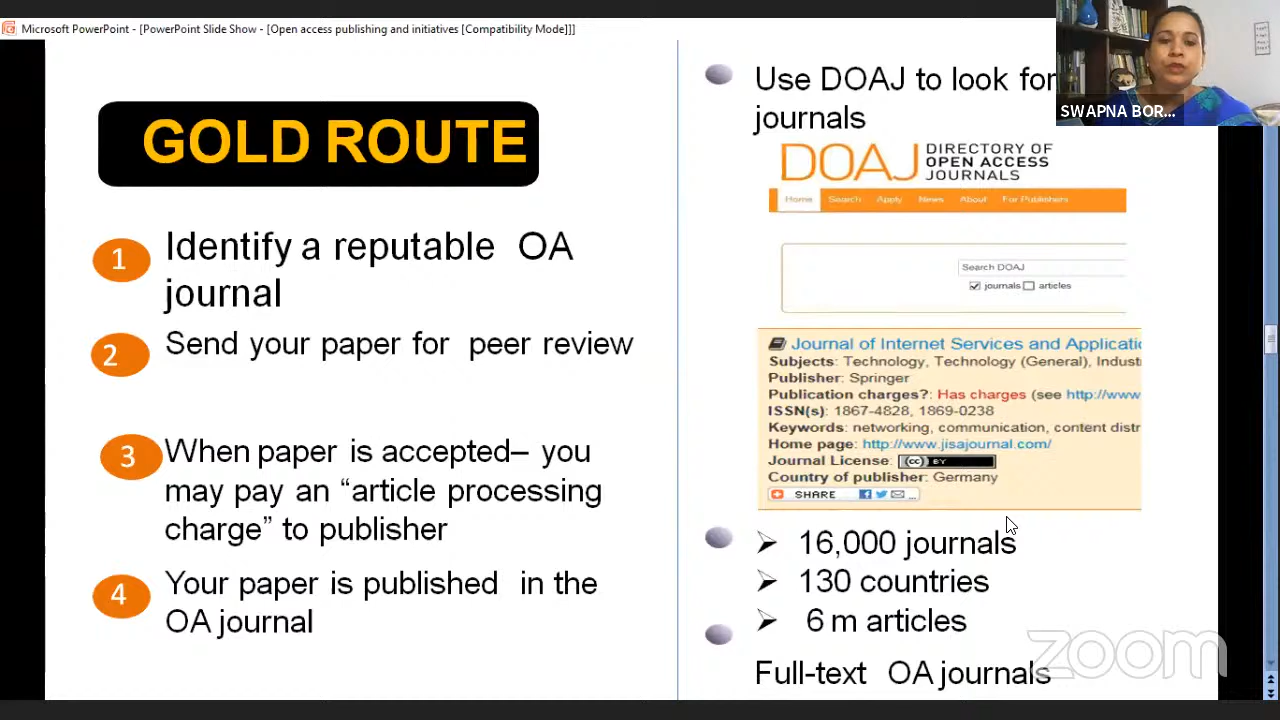 Microsoft PowerPoint - [PowerPoint Slide Show - [Open access publishing and initiatives [Compatibility Mode]]]
GOLD ROUTE
1 Identify a reputable OA
journal
2 Send your paper for peer review
3 When paper is accepted– you
may pay an “article processing
charge” to publisher
4 Your paper is published in the
OA journal
Use DOAJ to look for
journals
DOAJ DIRECTORY OF
OPEN ACCESS
JOURNALS
Home Search Apply News About For Publishers
Search DOAJ
journals articles
Journal of Internet Services and Applicatio
Subjects: Technology, Technology (General), Indust
Publisher: Springer
Publication charges?: Has charges (see http://www
ISSN(s): 1867-4828, 1869-0238
Keywords: networking, communication, content distr
Home page: http://www.jisajournal.com/
Journal License: CC BY
Country of publisher: Germany
SHARE ...
16,000 journals
130 countries
6 m articles
Full-text OA journals
SWAPNA BOR...
zoom